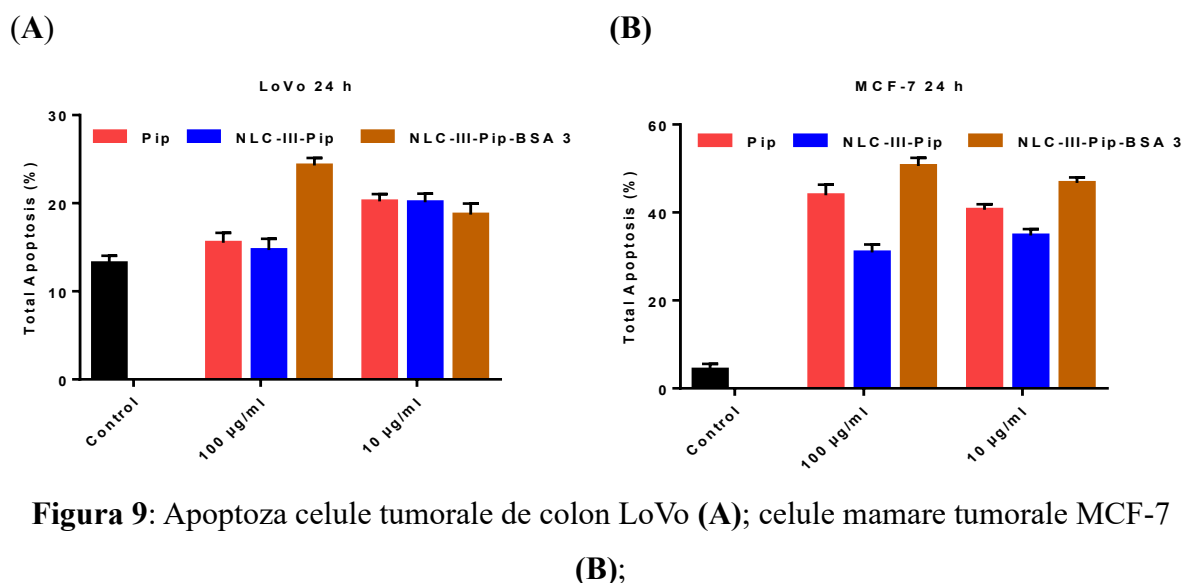 (A) (B)
LoVo 24 h
30
Pip NLC-III-Pip NLC-III-Pip-BSA 3
20
10
0
Total Apoptosis (%)
Control
100 µg/ml
10 µg/ml
MCF-7 24 h
60
Pip NLC-III-Pip NLC-III-Pip-BSA 3
40
20
0
Total Apoptosis (%)
Control
100 µg/ml
10 µg/ml
Figura 9: Apoptoza celule tumorale de colon LoVo (A); celule mamare tumorale MCF-7
(B);